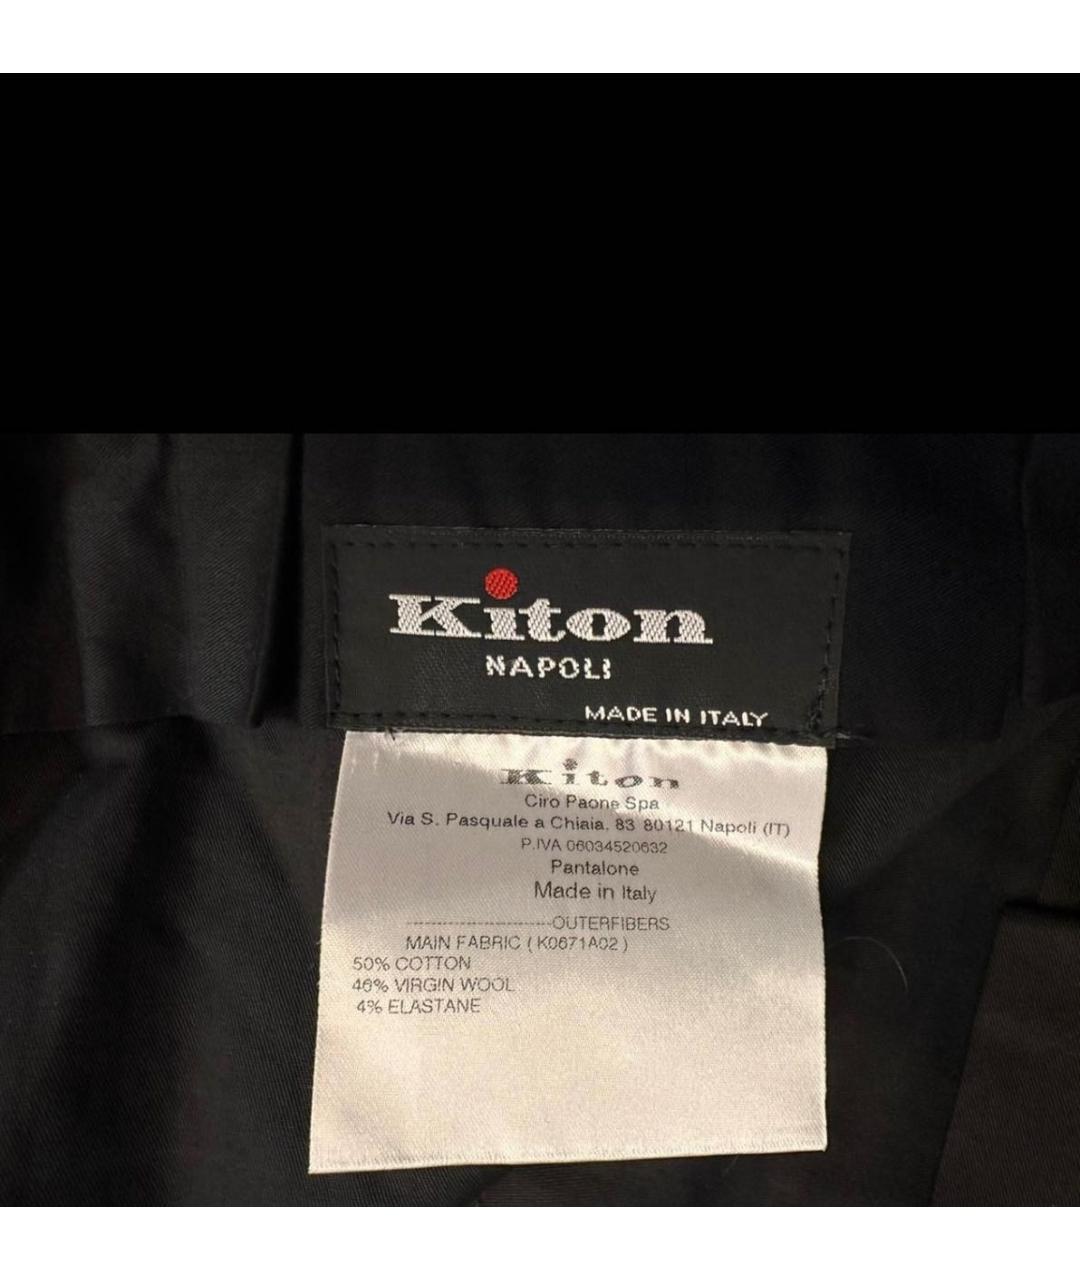 Kiton
NAPOLI
MADE IN ITALY
Kiton
Ciro Paone Spa
Via S. Pasquale a Chiaia, 83 80121 Napoli (IT)
P.IVA 06034520632
Pantalone
Made in Italy
------------------------OUTERFIBERS
MAIN FABRIC ( K0671A02 )
50% COTTON
46% VIRGIN WOOL
4% ELASTANE